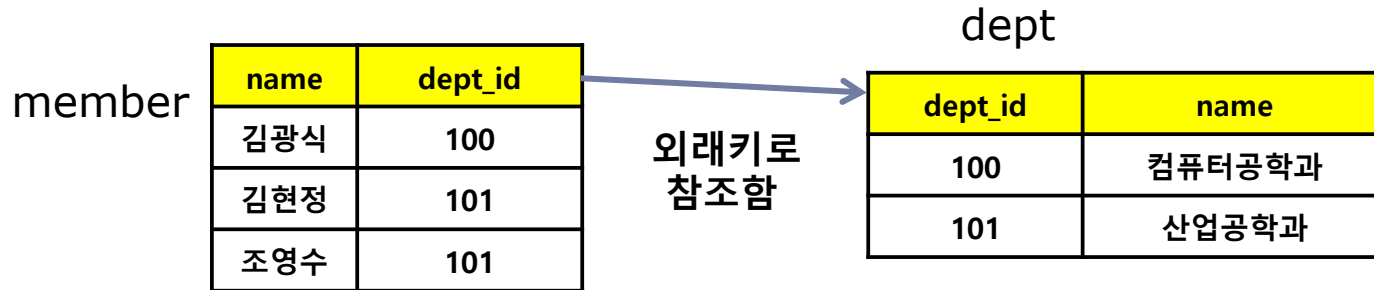 member
name dept_id
김광식 100
김현정 101
조영수 101
외래키로
참조함
dept
dept_id name
100 컴퓨터공학과
101 산업공학과